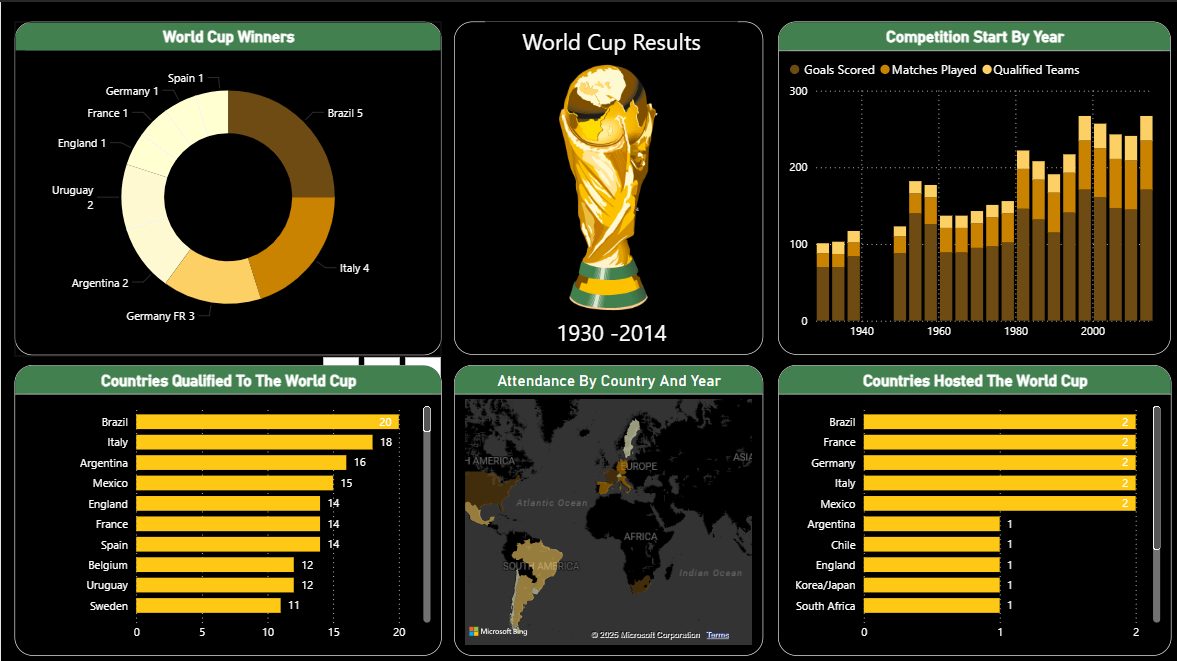 World Cup Winners
Spain 1
Germany 1
France 1
England 1
Uruguay
2
Argentina 2
Germany FR 3
Italy 4
Brazil 5
World Cup Results
1930 -2014
Competition Start By Year
Goals Scored Matches Played Qualified Teams
300
200
100
0
1940 1960 1980 2000
Countries Qualified To The World Cup
Brazil 20
Italy 18
Argentina 16
Mexico 15
England 14
France 14
Spain 14
Belgium 12
Uruguay 12
Sweden 11
0 5 10 15 20
Attendance By Country And Year
H AMERICA
EUROPE
ASIA
Atlantic Ocean
AFRICA
SOUTH AMERICA
Indian Ocean
Microsoft Bing
© 2025 Microsoft Corporation Terms
Countries Hosted The World Cup
Brazil 2
France 2
Germany 2
Italy 2
Mexico 2
Argentina 1
Chile 1
England 1
Korea/Japan 1
South Africa 1
0 1 2